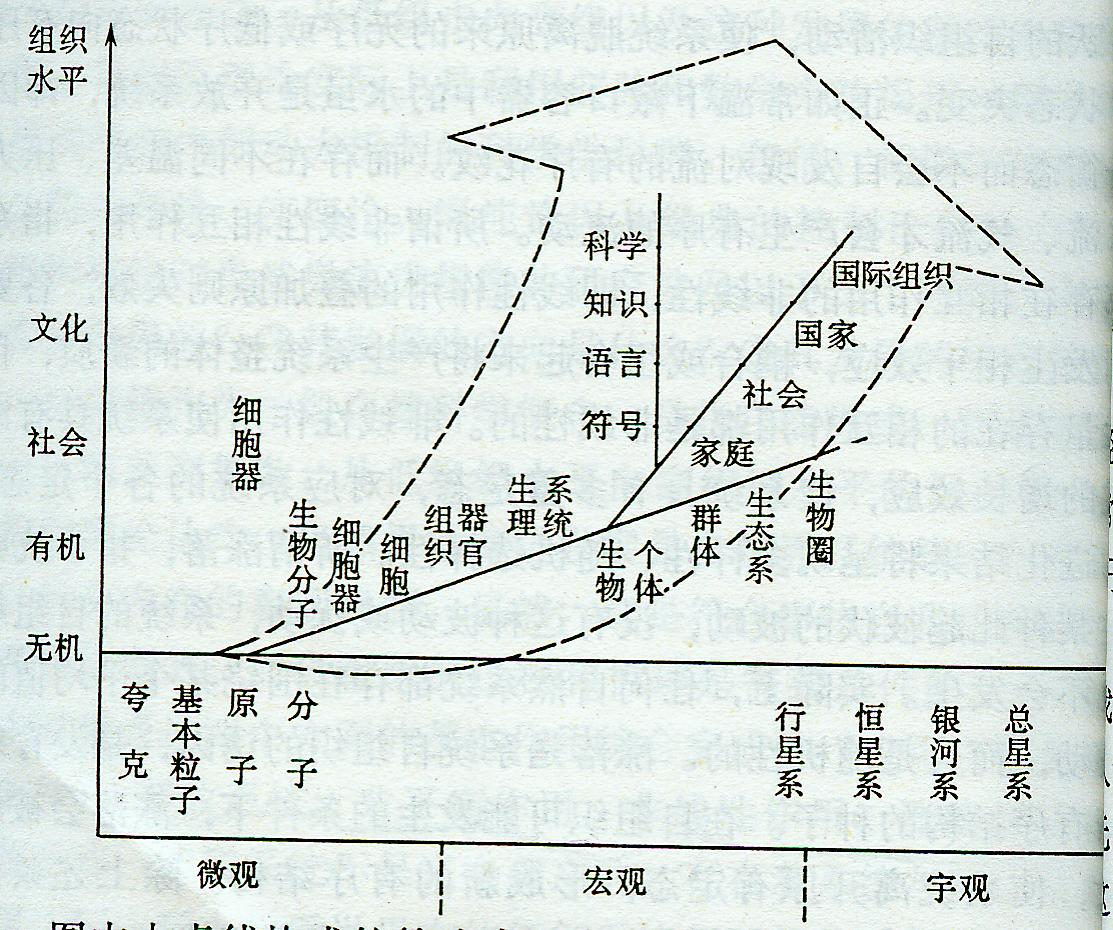 组织
水平
文化
社会
有机
无机
科学
知识
语言
符号
国际组织
国家
社会
家庭
细胞器
生物分子
细胞器
细胞
组织
器官
生理
系统
生物
个体
群体
生态系
生物圈
夸克
基本粒子
原子
分子
行星系
恒星系
银河系
总星系
微观
宏观
宇观